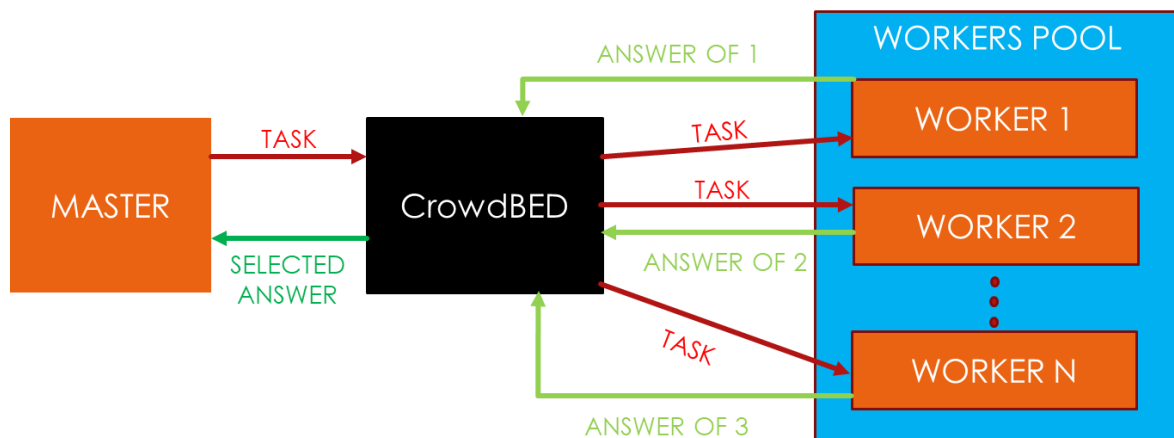 WORKERS POOL
ANSWER OF 1
WORKER 1
TASK
TASK
MASTER
CrowdBED
TASK
WORKER 2
ANSWER OF 2
SELECTED
ANSWER
TASK
WORKER N
ANSWER OF 3